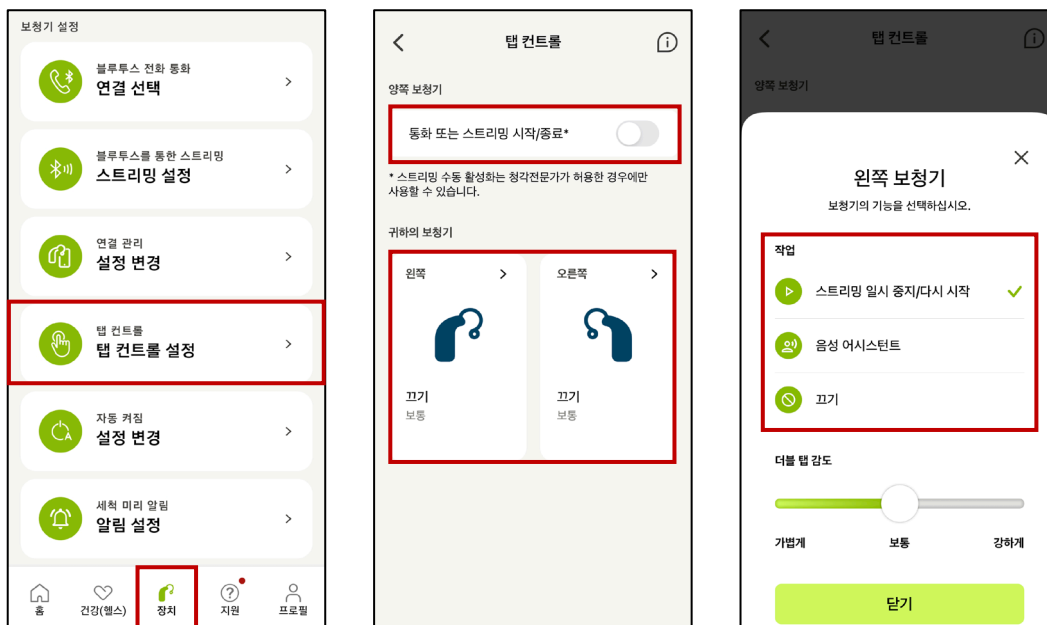 보청기 설정
블루투스 전화 통화
연결 선택
블루투스를 통한 스트리밍
스트리밍 설정
연결 관리
설정 변경
탭 컨트롤
탭 컨트롤 설정
자동 켜짐
설정 변경
세척 미리 알림
알림 설정
홈
건강(헬스)
장치
지원
프로필
탭 컨트롤
양쪽 보청기
통화 또는 스트리밍 시작/종료*
* 스트리밍 수동 활성화는 청각전문가가 허용한 경우에만
사용할 수 있습니다.
귀하의 보청기
왼쪽
오른쪽
끄기
보통
끄기
보통
탭 컨트롤
양쪽 보청기
왼쪽 보청기
보청기의 기능을 선택하십시오.
작업
스트리밍 일시 중지/다시 시작
음성 어시스턴트
끄기
더블 탭 감도
가볍게
보통
강하게
닫기